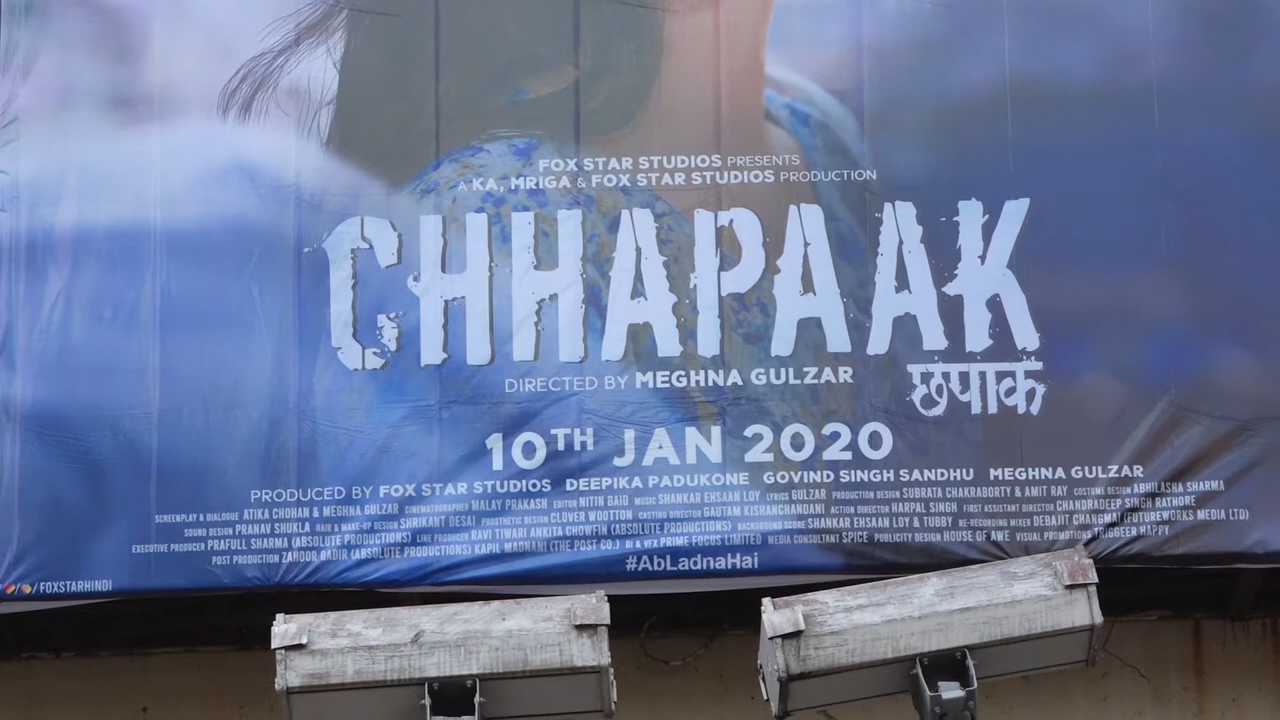 FOX STAR STUDIOS PRESENTS
A KA, MRIGA & FOX STAR STUDIOS PRODUCTION
CHHAPAAK
छपाक
DIRECTED BY MEGHNA GULZAR
10TH JAN 2020
PRODUCED BY FOX STAR STUDIOS DEEPIKA PADUKONE GOVIND SINGH SANDHU MEGHNA GULZAR
SCREENPLAY & DIALOGUE ATIKA CHOHAN & MEGHNA GULZAR CINEMATOGRAPHER MALAY PRAKASH EDITOR NITIN BAID MUSIC SHANKAR EHSAAN LOY LYRICS GULZAR PRODUCTION DESIGN SUBRATA CHAKRABORTY & AMIT RAY COSTUME DESIGN ABHILASHA SHARMA
SOUND DESIGN PRANAV SHUKLA HAIR & MAKE-UP DESIGN SHRIKANT DESAI PROSTHETIC DESIGN CLOVER WOOTTON CASTING DIRECTOR GAUTAM KISHANCHANDANI ACTION DIRECTOR HARPAL SINGH FIRST ASSISTANT DIRECTOR CHANDRADEEP SINGH RATHORE
EXECUTIVE PRODUCER PRAFULL SHARMA (ABSOLUTE PRODUCTIONS) LINE PRODUCER RAVI TIWARI ANKITA CHOWFIN (ABSOLUTE PRODUCTIONS) BACKGROUND SCORE SHANKAR EHSAAN LOY & TUBBY RE-RECORDING MIXER DEBAJIT CHANGMAI (FUTUREWORKS MEDIA LTD)
POST PRODUCTION ZAHOOR QADIR (ABSOLUTE PRODUCTIONS) KAPIL MADNANI (THE POST CO.) DI & VFX PRIME FOCUS LIMITED MEDIA CONSULTANT SPICE PUBLICITY DESIGN HOUSE OF AWE VISUAL PROMOTIONS TRIGGEER HAPPY
#AbLadnaHai
/FOXSTARHINDI